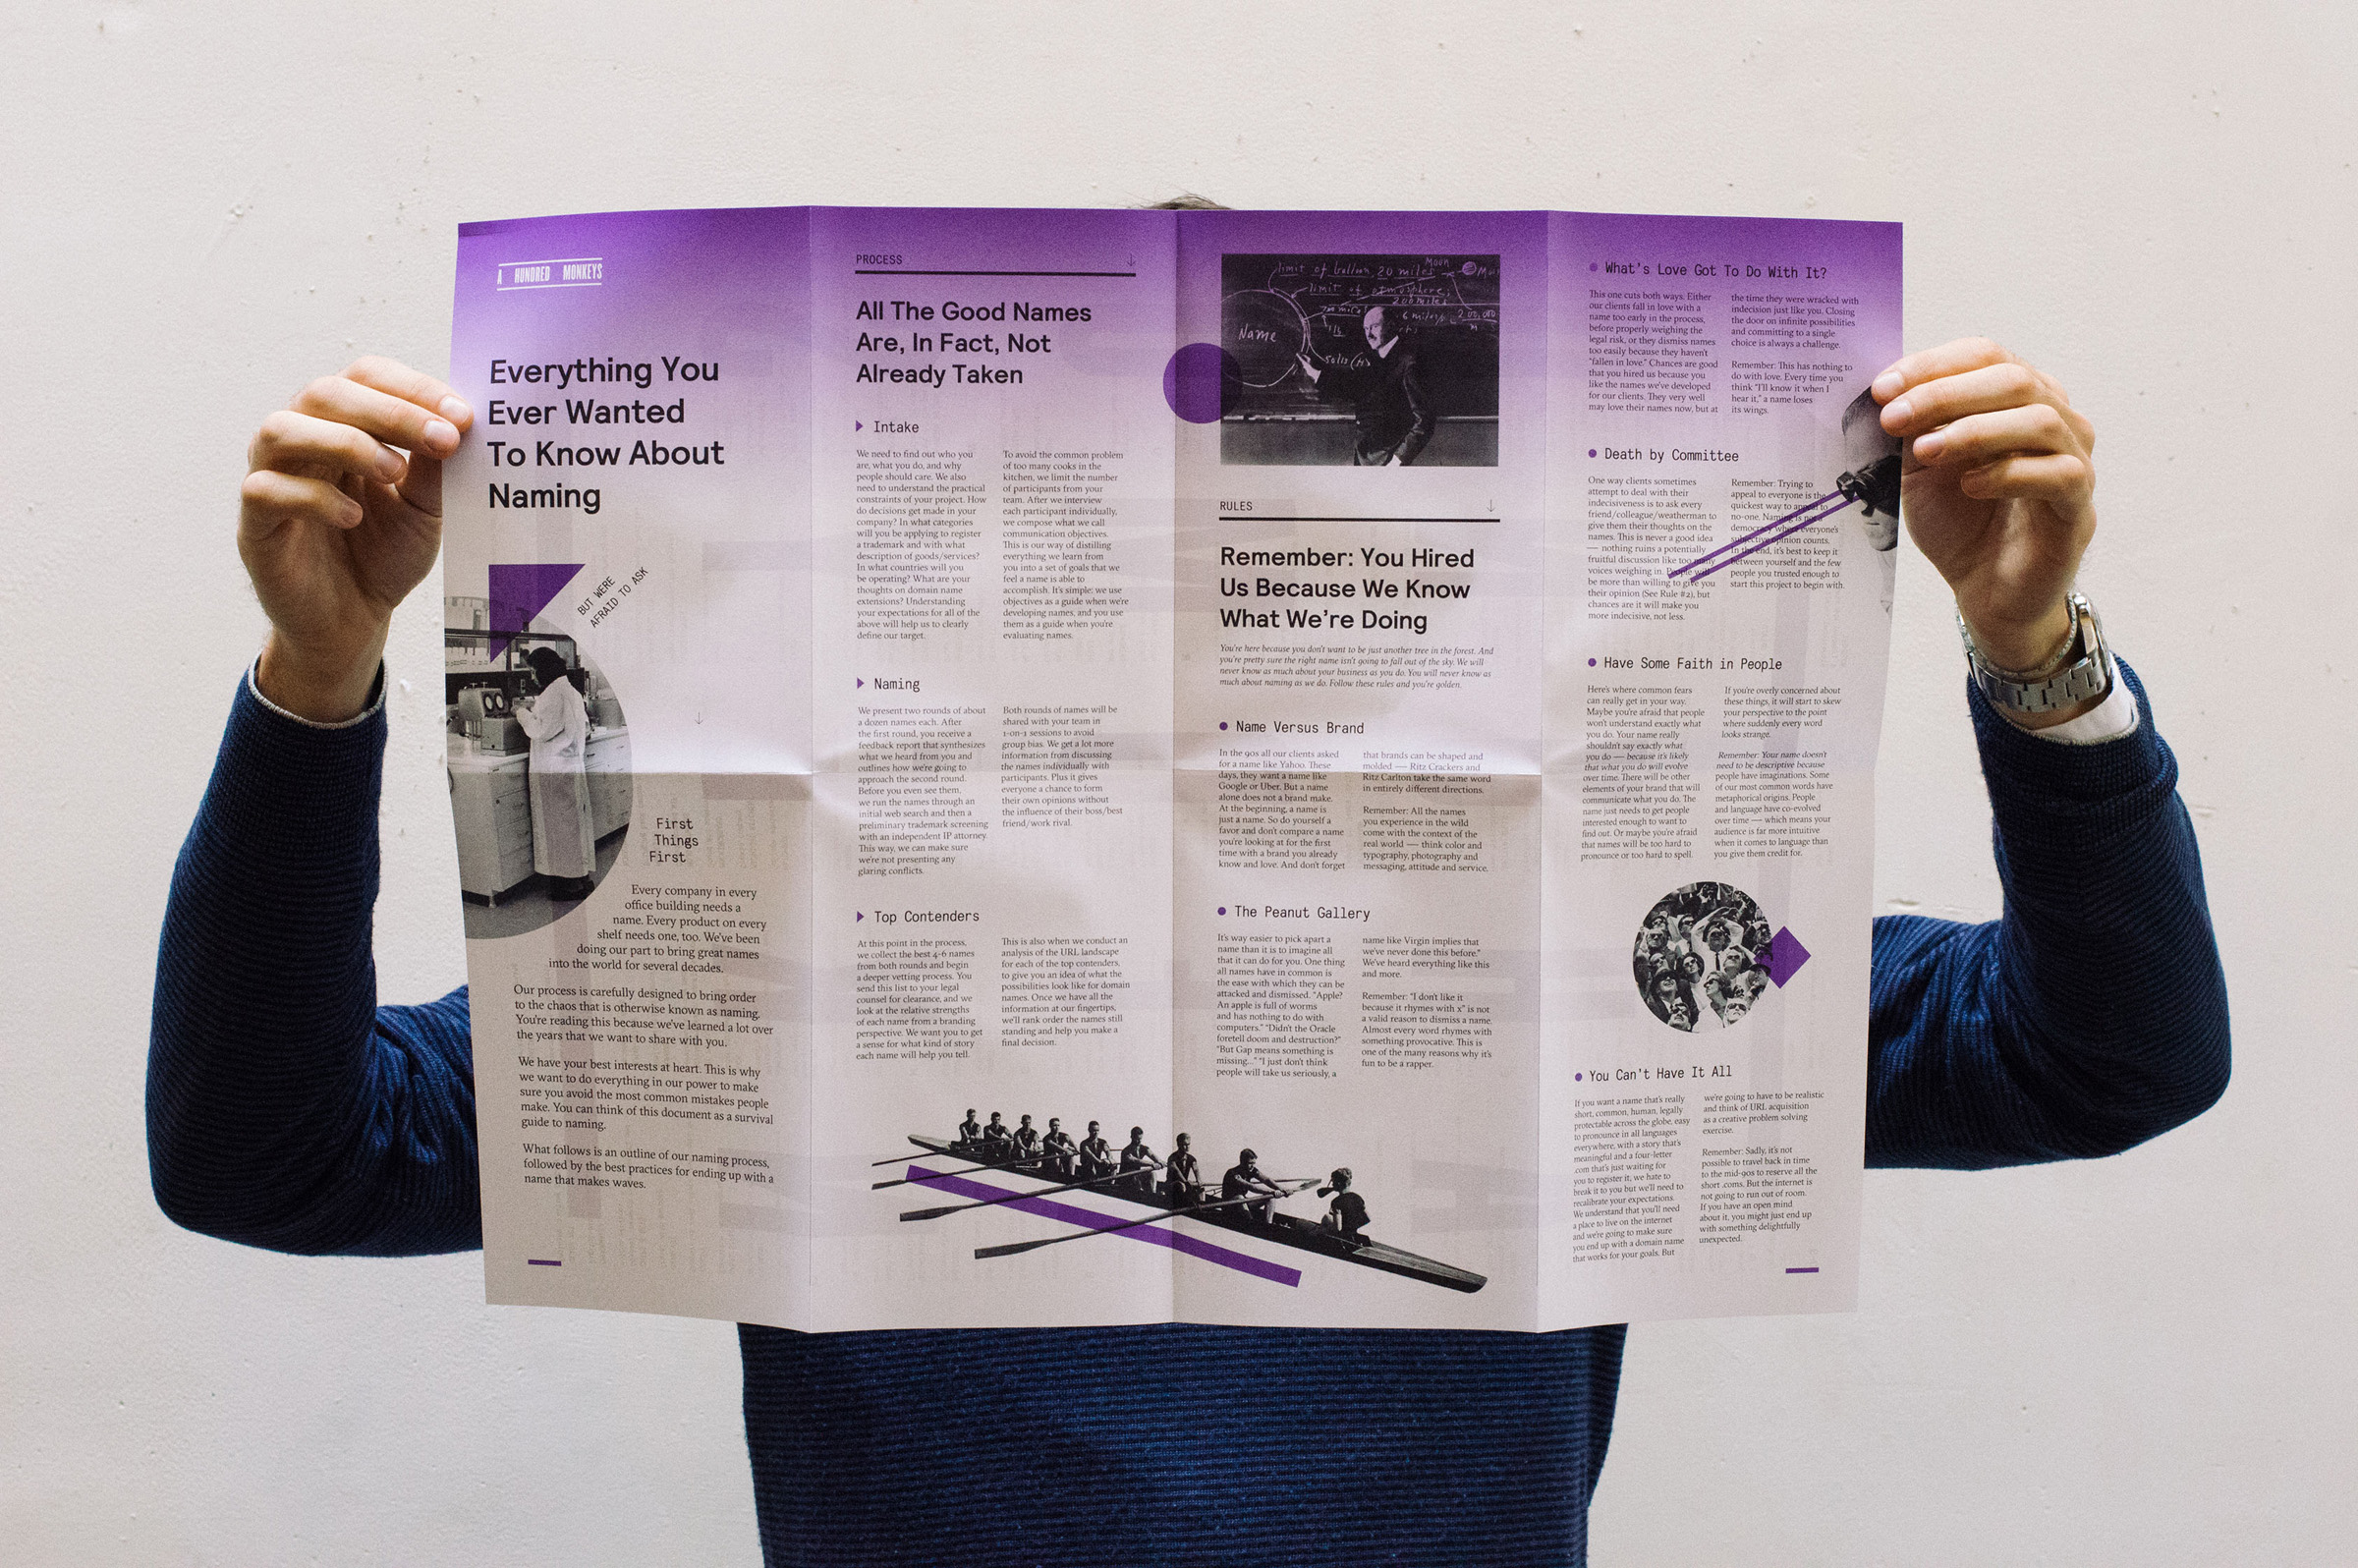 A HUNDRED MONKEYS
Everything You
Ever Wanted
To Know About
Naming
BUT WERE
AFRAID TO ASK
First
Things
First
Every company in every
office building needs a
name. Every product on every
shelf needs one, too. We've been
doing our part to bring great names
into the world for several decades.
Our process is carefully designed to bring order
to the chaos that is otherwise known as naming.
You're reading this because we've learned a lot over
the years that we want to share with you.
We have your best interests at heart. This is why
we want to do everything in our power to make
sure you avoid the most common mistakes people
make. You can think of this document as a survival
guide to naming.
What follows is an outline of our naming process,
followed by the best practices for ending up with a
name that makes waves.
PROCESS
All The Good Names
Are, In Fact, Not
Already Taken
Intake
We need to find out who you
are, what you do, and why
people should care. We also
need to understand the practical
constraints of your project. How
do decisions get made in your
company? In what categories
will you be applying to register
a trademark and with what
description of goods/services?
In what countries will you
be operating? What are your
thoughts on domain name
extensions? Understanding
your expectations for all of the
above will help us to clearly
define our target.
To avoid the common problem
of too many cooks in the
kitchen, we limit the number
of participants from your
team. After we interview
each participant individually,
we compose what we call
communication objectives.
This is our way of distilling
everything we learn from
you into a set of goals that we
feel a name is able to
accomplish. It's simple: we use
objectives as a guide when we're
developing names, and you use
them as a guide when you're
evaluating names.
Naming
We present two rounds of about
a dozen names each. After
the first round, you receive a
feedback report that synthesizes
what we heard from you and
outlines how we're going to
approach the second round.
Before you even see them,
we run the names through an
initial web search and then a
preliminary trademark screening
with an independent IP attorney.
This way, we can make sure
we're not presenting any
glaring conflicts.
Both rounds of names will be
shared with your team in
1-on-1 sessions to avoid
group bias. We get a lot more
information from discussing
the names individually with
participants. Plus it gives
everyone a chance to form
their own opinions without
the influence of their boss/best
friend/work rival.
Top Contenders
At this point in the process,
we collect the best 4-6 names
from both rounds and begin
a deeper vetting process. You
send this list to your legal
counsel for clearance, and we
look at the relative strengths
of each name from a branding
perspective. We want you to get
a sense for what kind of story
each name will help you tell.
This is also when we conduct an
analysis of the URL landscape
for each of the top contenders,
to give you an idea of what the
possibilities look like for domain
names. Once we have all the
information at our fingertips,
we'll rank order the names still
standing and help you make a
final decision.
limit of balloon, 20 miles Moon
limit of atmosphere,
200 miles
Name
RULES
Remember: You Hired
Us Because We Know
What We're Doing
You're here because you don't want to be just another tree in the forest. And
you're pretty sure the right name isn't going to fall out of the sky. We will
never know as much about your business as you do. You will never know as
much about naming as we do. Follow these rules and you're golden.
Name Versus Brand
In the 90s all our clients asked
for a name like Yahoo. These
days, they want a name like
Google or Uber. But a name
alone does not a brand make.
At the beginning, a name is
just a name. So do yourself a
favor and don't compare a name
you're looking at for the first
time with a brand you already
know and love. And don't forget
that brands can be shaped and
molded — Ritz Crackers and
Ritz Carlton take the same word
in entirely different directions.
Remember: All the names
you experience in the wild
come with the context of the
real world — think color and
typography, photography and
messaging, attitude and service.
The Peanut Gallery
It's way easier to pick apart a
name than it is to imagine all
that it can do for you. One thing
all names have in common is
the ease with which they can be
attacked and dismissed. "Apple?
An apple is full of worms
and has nothing to do with
computers." "Didn't the Oracle
foretell doom and destruction?"
"But Gap means something is
missing..." "I just don't think
people will take us seriously, a
name like Virgin implies that
we've never done this before."
We've heard everything like this
and more.
Remember: "I don't like it
because it rhymes with x" is not
a valid reason to dismiss a name.
Almost every word rhymes with
something provocative. This is
one of the many reasons why it's
fun to be a rapper.
What's Love Got To Do With It?
This one cuts both ways. Either
our clients fall in love with a
name too early in the process,
before properly weighing the
legal risk, or they dismiss names
too easily because they haven't
"fallen in love." Chances are good
that you hired us because you
like the names we've developed
for our clients. They very well
may love their names now, but at
the time they were wracked with
indecision just like you. Closing
the door on infinite possibilities
and committing to a single
choice is always a challenge.
Remember: This has nothing to
do with love. Every time you
think "I'll know it when I
hear it," a name loses
its wings.
Death by Committee
One way clients sometimes
attempt to deal with their
indecisiveness is to ask every
friend/colleague/weatherman to
give them their thoughts on the
names. This is never a good idea
— nothing ruins a potentially
fruitful discussion like too many
voices weighing in. People will
be more than willing to give you
their opinion (See Rule #2), but
chances are it will make you
more indecisive, not less.
Remember: Trying to
appeal to everyone is the
quickest way to appeal to
no-one. Naming is not a
democracy where everyone's
subjective opinion counts.
In the end, it's best to keep it
between yourself and the few
people you trusted enough to
start this project to begin with.
Have Some Faith in People
Here's where common fears
can really get in your way.
Maybe you're afraid that people
won't understand exactly what
you do. Your name really
shouldn't say exactly what
you do — because it's likely
that what you do will evolve
over time. There will be other
elements of your brand that will
communicate what you do. The
name just needs to get people
interested enough to want to
find out. Or maybe you're afraid
that names will be too hard to
pronounce or too hard to spell.
If you're overly concerned about
these things, it will start to skew
your perspective to the point
where suddenly every word
looks strange.
Remember: Your name doesn't
need to be descriptive because
people have imaginations. Some
of our most common words have
metaphorical origins. People
and language have co-evolved
over time — which means your
audience is far more intuitive
when it comes to language than
you give them credit for.
You Can't Have It All
If you want a name that's really
short, common, human, legally
protectable across the globe, easy
to pronounce in all languages
everywhere, with a story that's
meaningful and a four-letter
.com that's just waiting for
you to register it, we hate to
break it to you but we'll need to
recalibrate your expectations.
We understand that you'll need
a place to live on the internet
and we're going to make sure
you end up with a domain name
that works for your goals. But
we're going to have to be realistic
and think of URL acquisition
as a creative problem solving
exercise.
Remember: Sadly, it's not
possible to travel back in time
to the mid-90s to reserve all the
short .coms. But the internet is
not going to run out of room.
If you have an open mind
about it, you might just end up
with something delightfully
unexpected.